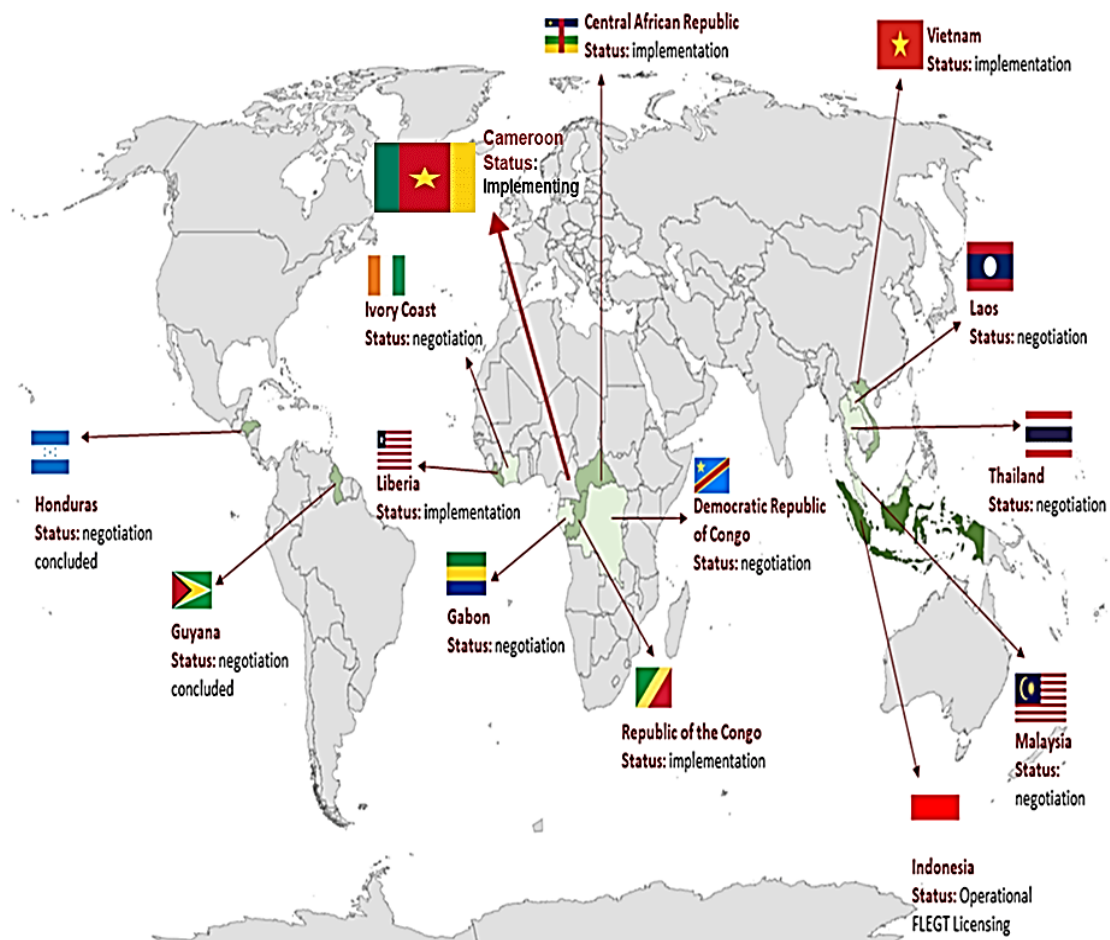 Central African Republic
Status: implementation
Vietnam
Status: implementation
Cameroon
Status:
Implementing
Ivory Coast
Status: negotiation
Laos
Status: negotiation
Honduras
Status: negotiation
concluded
Liberia
Status: implementation
Democratic Republic
of Congo
Status: negotiation
Thailand
Status: negotiation
Guyana
Status: negotiation
concluded
Gabon
Status: negotiation
Republic of the Congo
Status: implementation
Malaysia
Status:
negotiation
Indonesia
Status: Operational
FLEGT Licensing